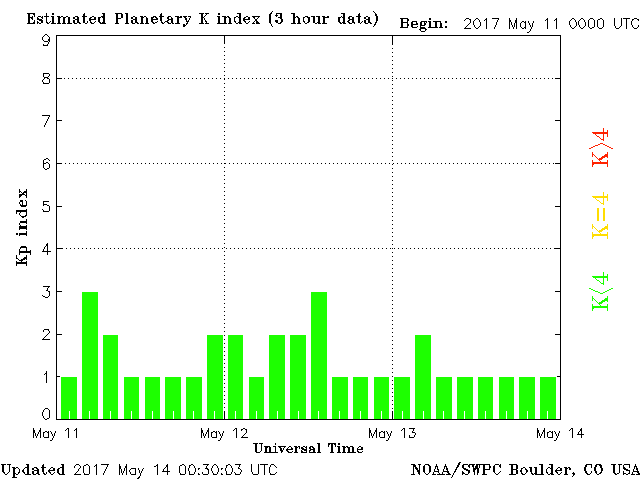 Estimated Planetary K index (3 hour data) Begin: 2017 May 11 0000 UTC
9
8
7
6
5
4
3
2
1
0
Kp index
K>4
K=4
K<4
May 11 May 12 May 13 May 14
Universal Time
Updated 2017 May 14 00:30:03 UTC NOAA/SWPC Boulder, CO USA